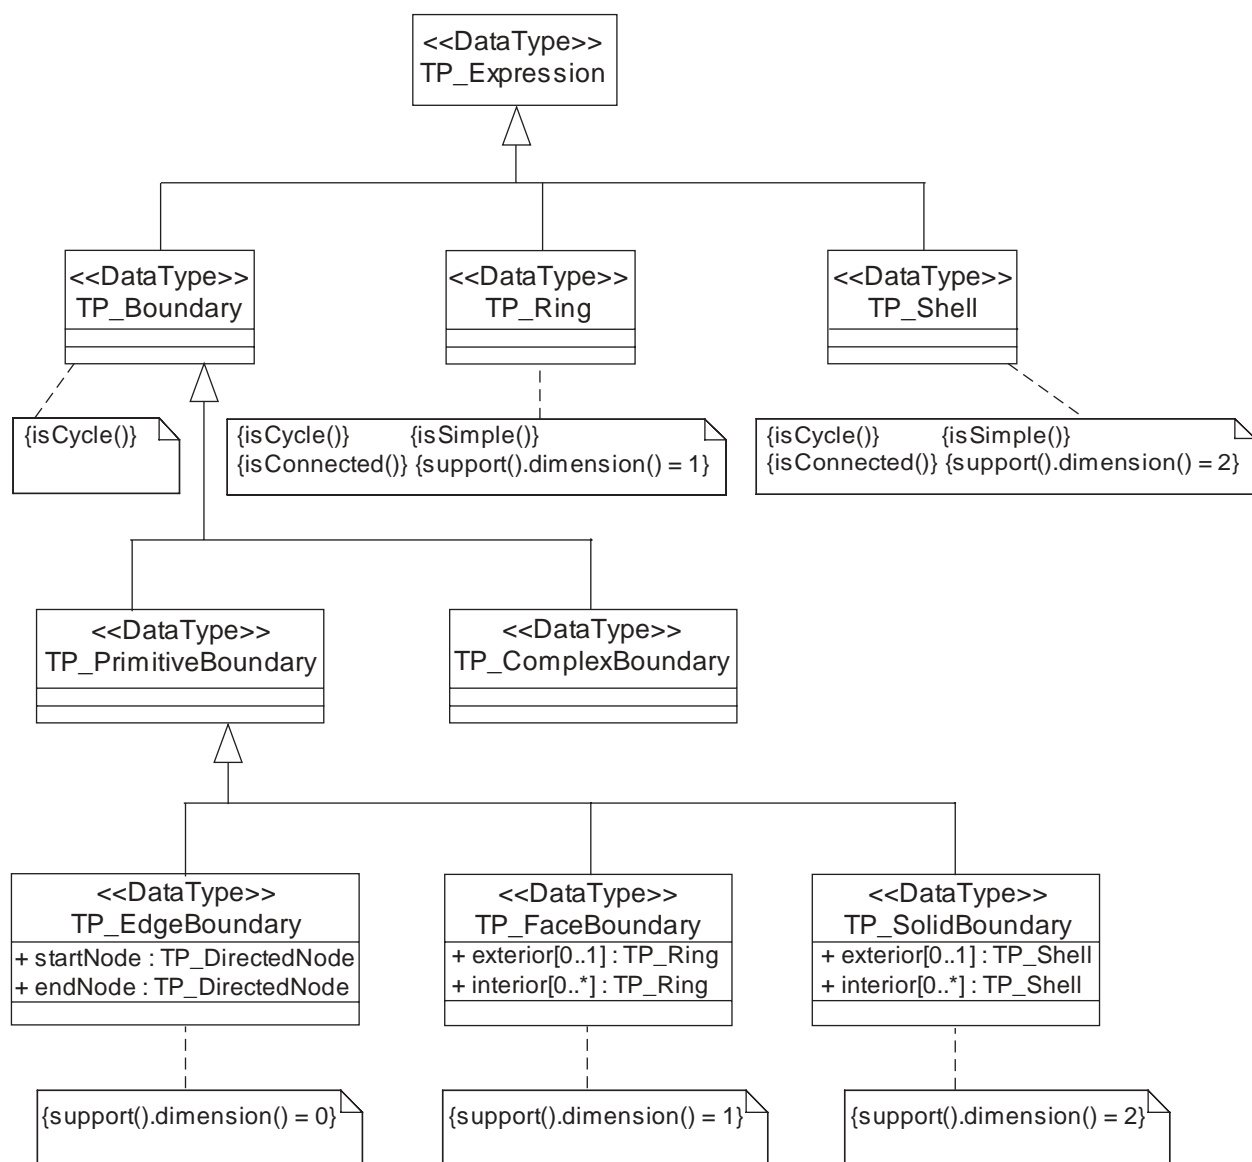 <<DataType>>
TP_Expression
<<DataType>>
TP_Boundary
<<DataType>>
TP_Ring
<<DataType>>
TP_Shell
{isCycle()}
{isCycle()} {isSimple()}
{isConnected()} {support().dimension() = 1}
{isCycle()} {isSimple()}
{isConnected()} {support().dimension() = 2}
<<DataType>>
TP_PrimitiveBoundary
<<DataType>>
TP_ComplexBoundary
<<DataType>>
TP_EdgeBoundary
+ startNode : TP_DirectedNode
+ endNode : TP_DirectedNode
<<DataType>>
TP_FaceBoundary
+ exterior[0..1] : TP_Ring
+ interior[0..*] : TP_Ring
<<DataType>>
TP_SolidBoundary
+ exterior[0..1] : TP_Shell
+ interior[0..*] : TP_Shell
{support().dimension() = 0}
{support().dimension() = 1}
{support().dimension() = 2}